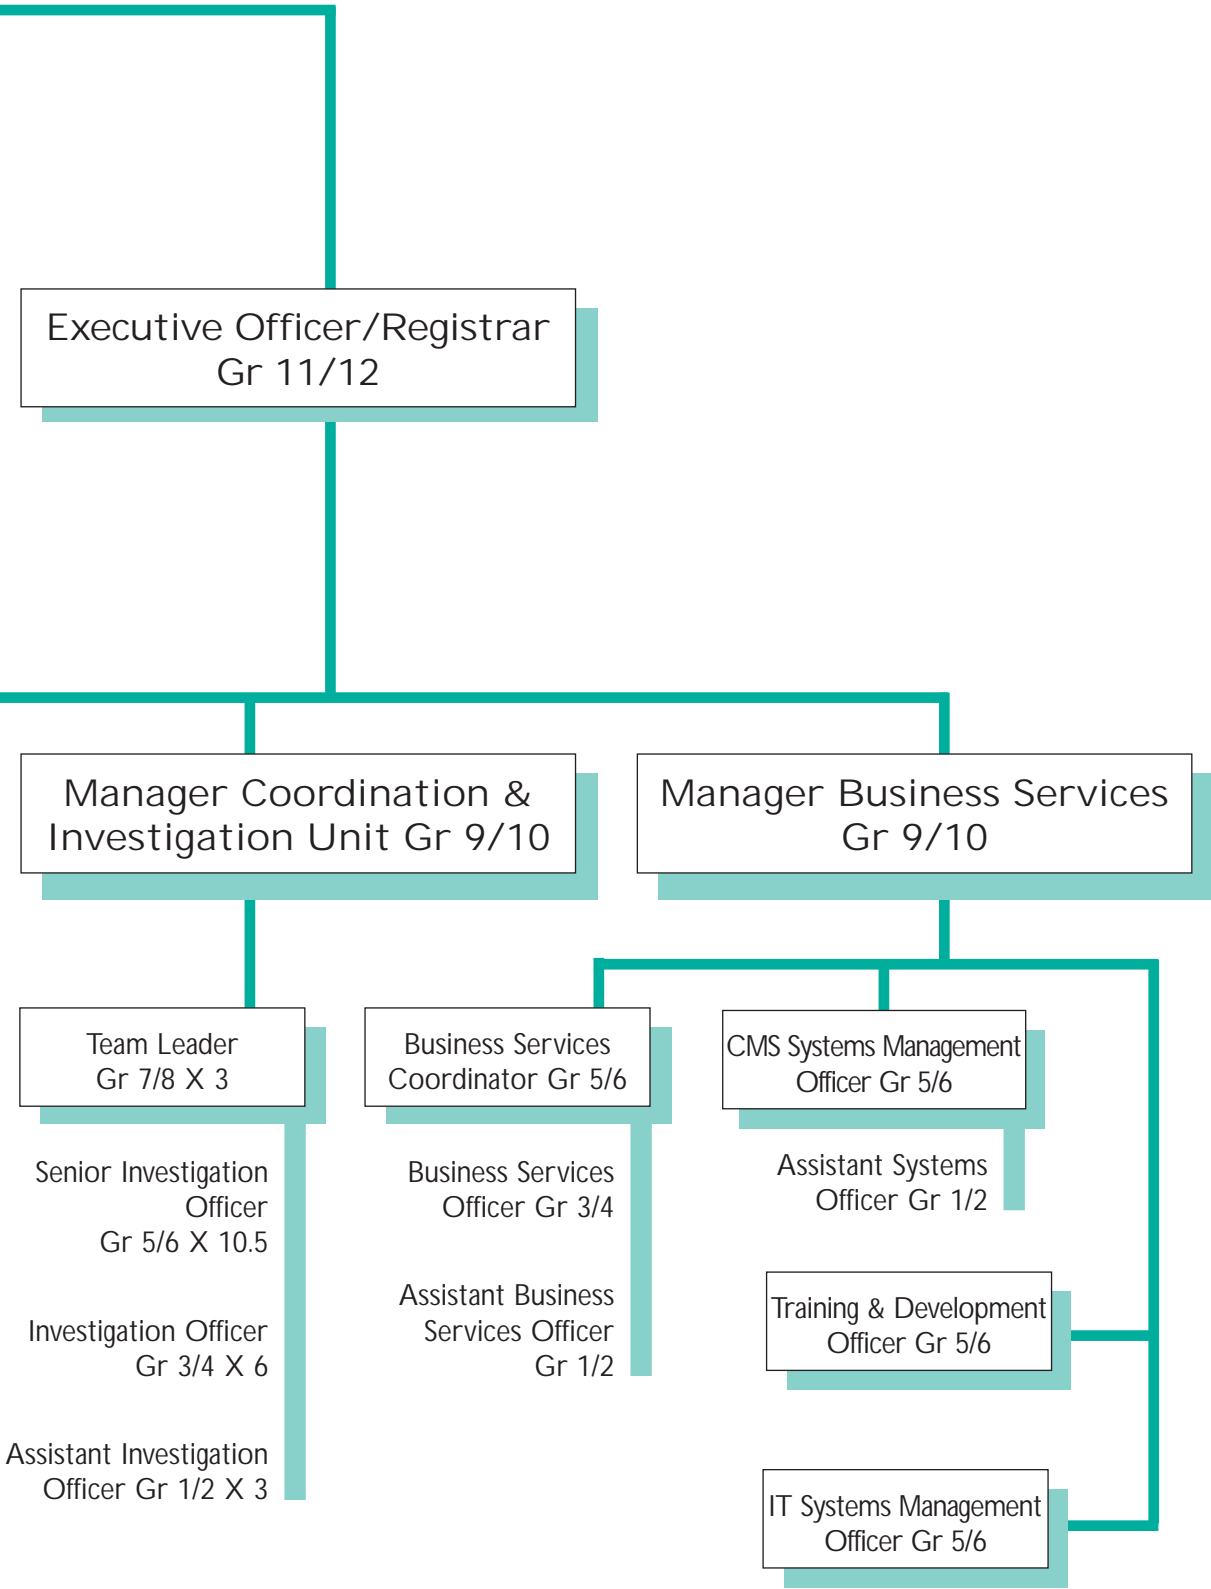 Executive Officer/Registrar
Gr 11/12
Manager Coordination &
Investigation Unit Gr 9/10
Manager Business Services
Gr 9/10
Team Leader
Gr 7/8 X 3
Senior Investigation
Officer
Gr 5/6 X 10.5
Investigation Officer
Gr 3/4 X 6
Assistant Investigation
Officer Gr 1/2 X 3
Business Services
Coordinator Gr 5/6
Business Services
Officer Gr 3/4
Assistant Business
Services Officer
Gr 1/2
CMS Systems Management
Officer Gr 5/6
Assistant Systems
Officer Gr 1/2
Training & Development
Officer Gr 5/6
IT Systems Management
Officer Gr 5/6